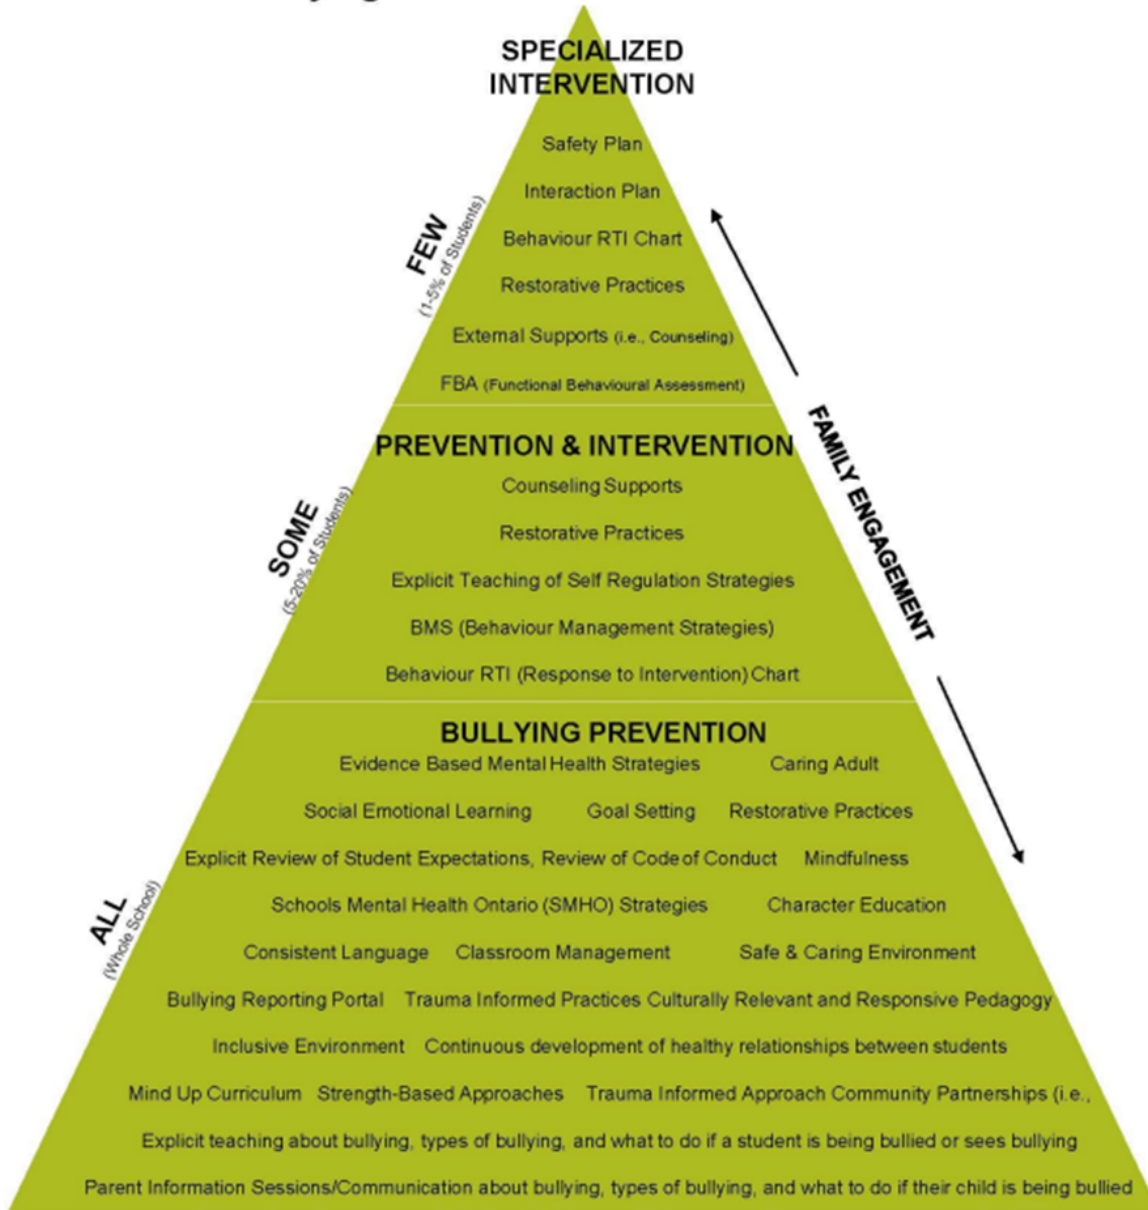 SPECIALIZED
INTERVENTION
Safety Plan
Interaction Plan
Behaviour RTI Chart
Restorative Practices
External Supports (i.e., Counseling)
FBA (Functional Behavioural Assessment)
FEW
(1-5% of Students)
PREVENTION & INTERVENTION
Counseling Supports
Restorative Practices
Explicit Teaching of Self Regulation Strategies
BMS (Behaviour Management Strategies)
Behaviour RTI (Response to Intervention) Chart
SOME
(5-20% of Students)
FAMILY ENGAGEMENT
BULLYING PREVENTION
Evidence Based Mental Health Strategies Caring Adult
Social Emotional Learning Goal Setting Restorative Practices
Explicit Review of Student Expectations, Review of Code of Conduct Mindfulness
Schools Mental Health Ontario (SMHO) Strategies Character Education
Consistent Language Classroom Management Safe & Caring Environment
Bullying Reporting Portal Trauma Informed Practices Culturally Relevant and Responsive Pedagogy
Inclusive Environment Continuous development of healthy relationships between students
Mind Up Curriculum Strength-Based Approaches Trauma Informed Approach Community Partnerships (i.e.,
Explicit teaching about bullying, types of bullying, and what to do if a student is being bullied or sees bullying
Parent Information Sessions/Communication about bullying, types of bullying, and what to do if their child is being bullied
ALL
(Whole School)